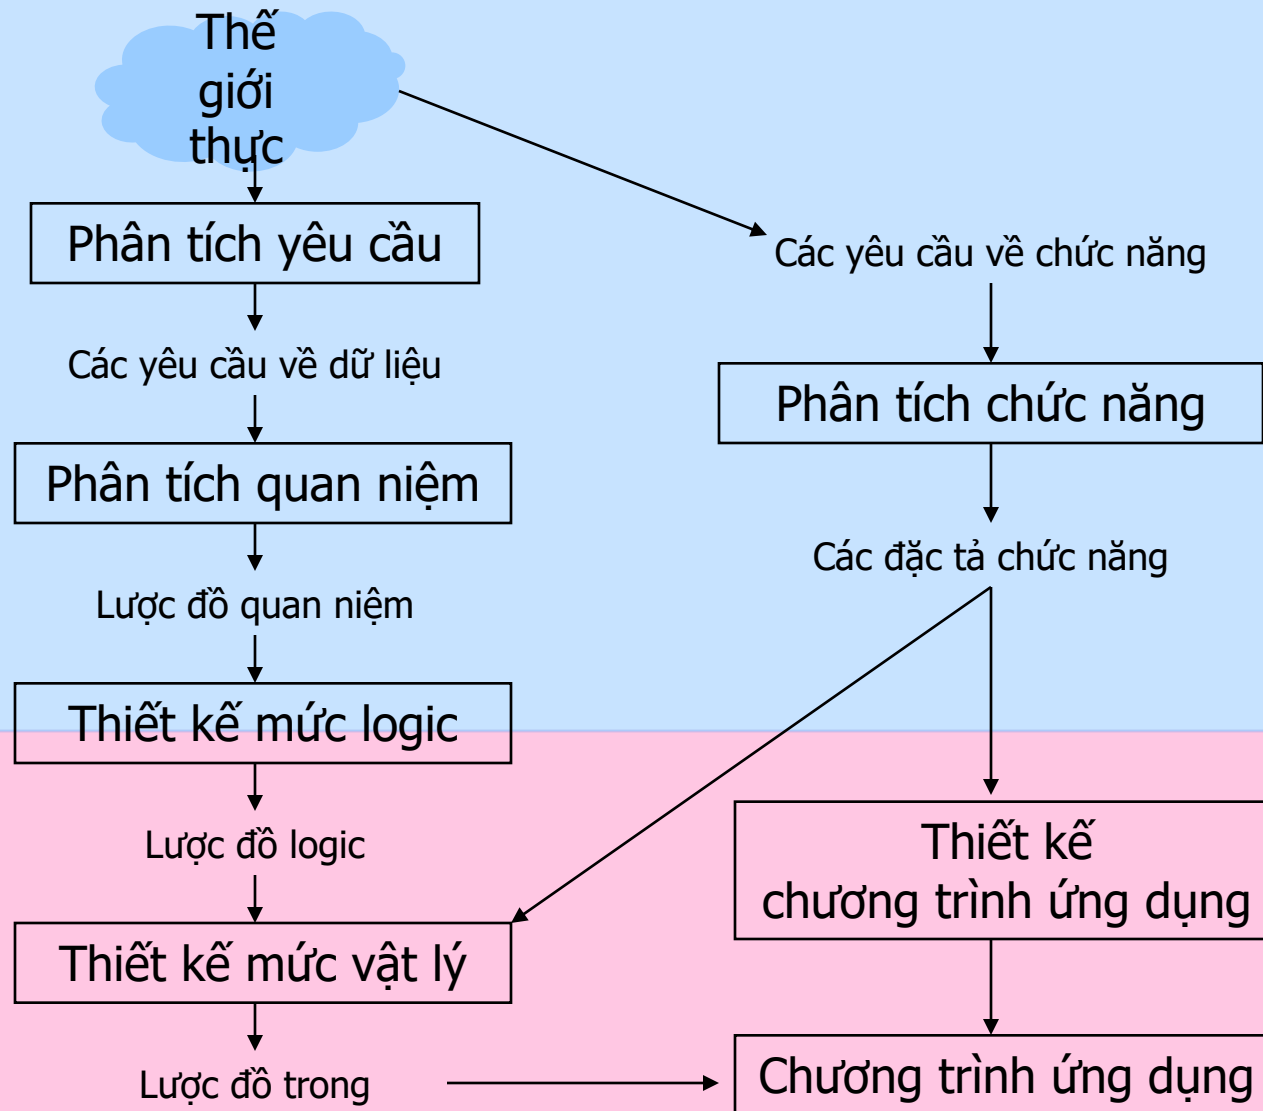 Thế
giới
thực
Phân tích yêu cầu
Các yêu cầu về chức năng
Các yêu cầu về dữ liệu
Phân tích chức năng
Phân tích quan niệm
Các đặc tả chức năng
Lược đồ quan niệm
Thiết kế mức logic
Lược đồ logic
Thiết kế
chương trình ứng dụng
Thiết kế mức vật lý
Lược đồ trong
Chương trình ứng dụng